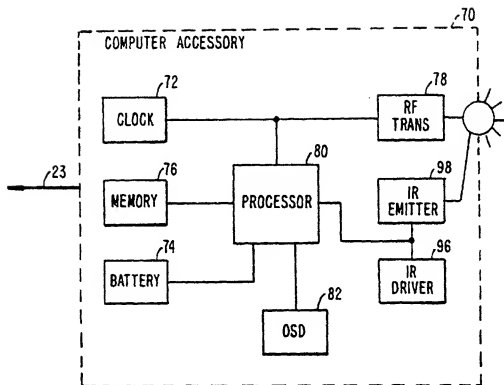 70
COMPUTER ACCESSORY
72
CLOCK
78
RF
TRANS
80
PROCESSOR
23
76
MEMORY
98
IR
EMITTER
74
BATTERY
96
IR
DRIVER
82
OSD